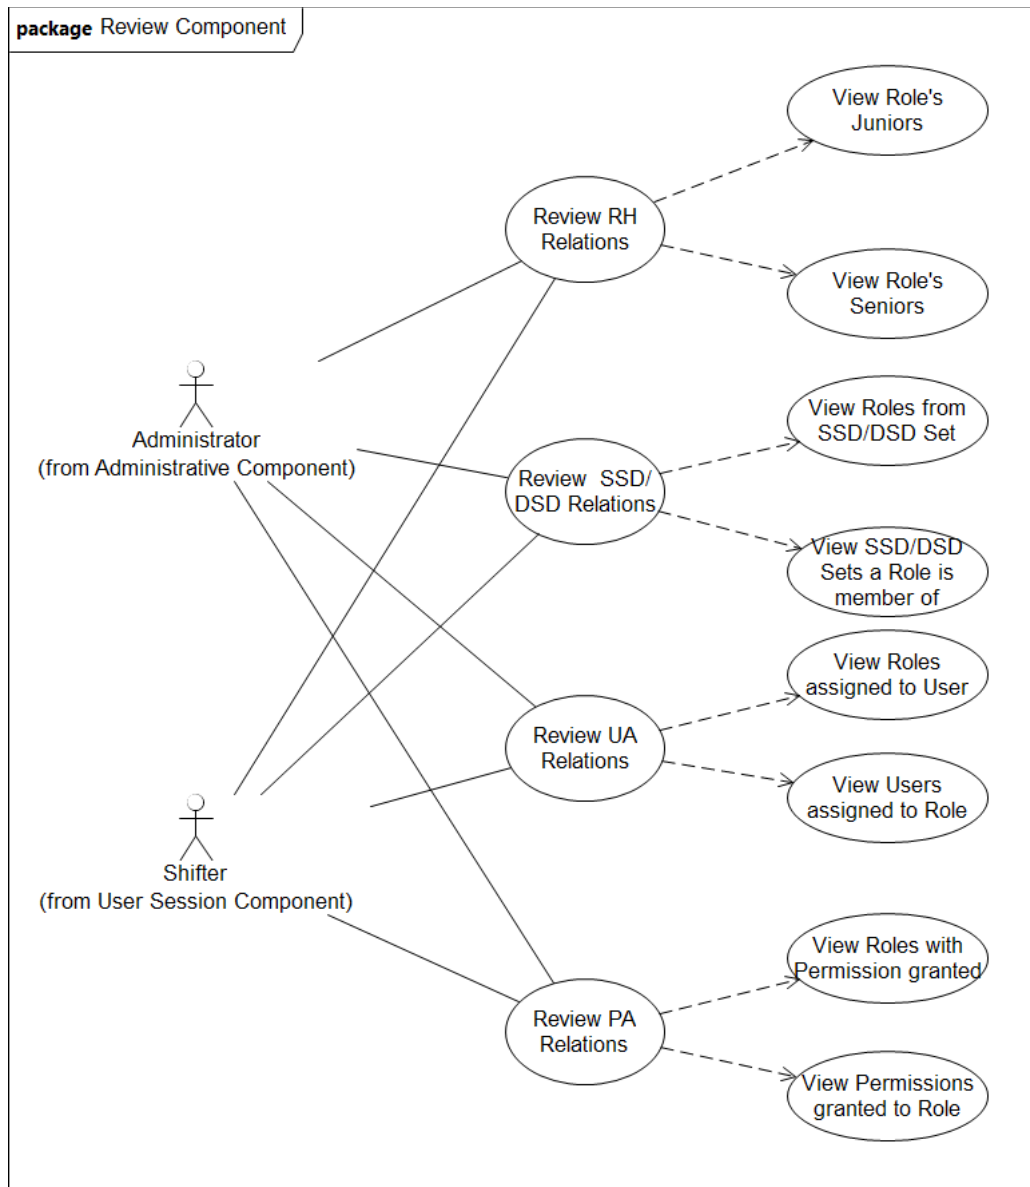 package Review Component
View Role's
Juniors
Review RH
Relations
View Role's
Seniors
Administrator
(from Administrative Component)
View Roles from
SSD/DSD Set
Review SSD/
DSD Relations
View SSD/DSD
Sets a Role is
member of
View Roles
assigned to User
Review UA
Relations
View Users
assigned to Role
Shifter
(from User Session Component)
View Roles with
Permission granted
Review PA
Relations
View Permissions
granted to Role